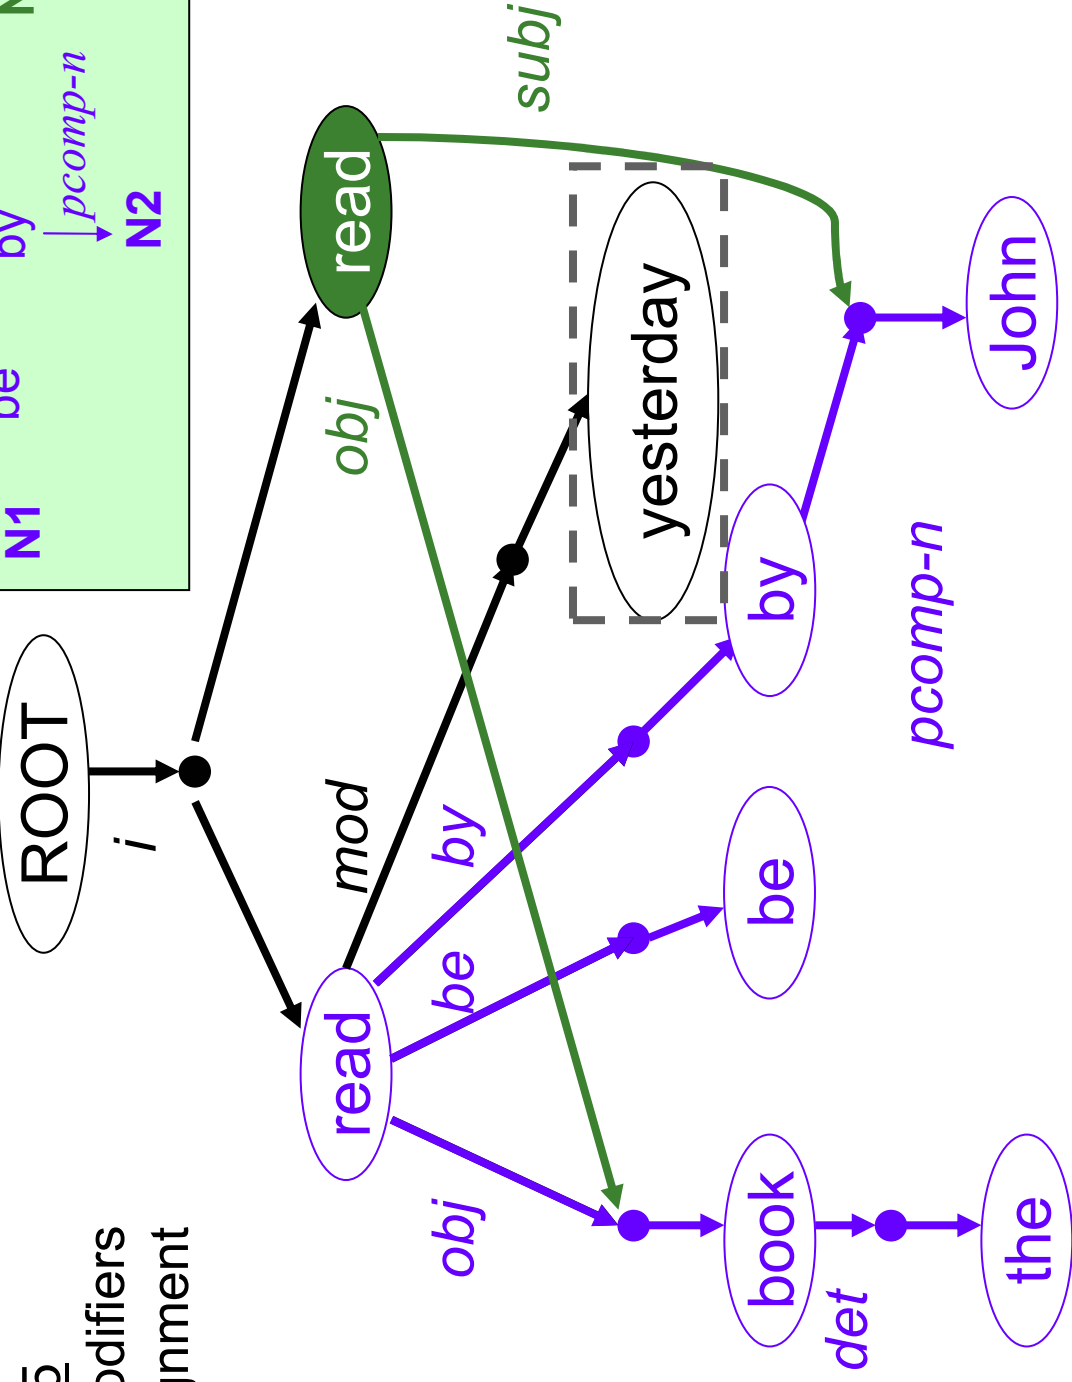 5
odifiers
gnment
N1
be
by
pcomp-n
N2
ROOT
i
read
mod
obj
read
obj
be
by
subj
yesterday
book
be
by
det
pcomp-n
the
John